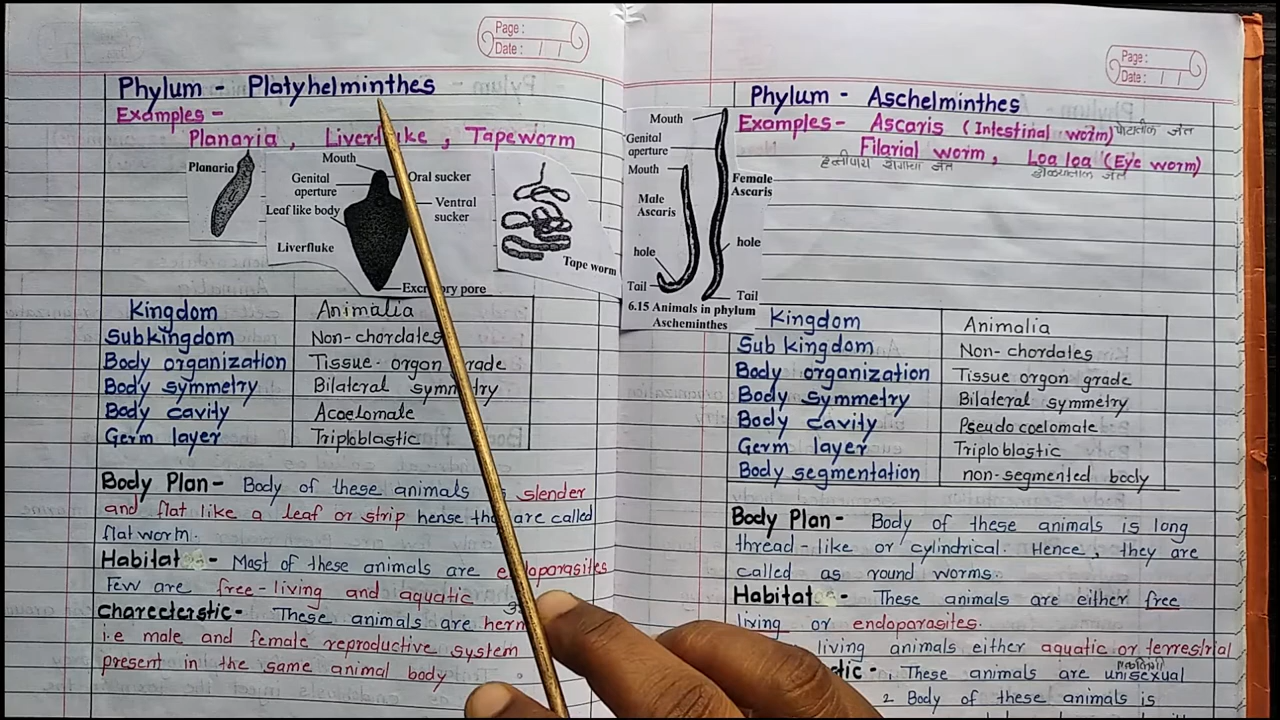 Page :
Date :
Phylum - Platyhelminthes
Examples -
Planaria , Liverfluke , Tapeworm
Planaria
Mouth
Genital aperture
Oral sucker
Leaf like body
Ventral sucker
Liverfluke
Excretory pore
Tape worm
Kingdom Animalia
Subkingdom Non-chordates
Body organization Tissue-organ grade
Body symmetry Bilateral symmetry
Body cavity Acoelomate
Germ layer Triploblastic
Body Plan- Body of these animals slender
and flat like a leaf or strip hense are called
flatworm.
Habitat - Most of these animals are endoparasites
Few are free-living and aquatic
Charecterstic- These animals are
i.e male and female reproductive system
present in the same animal body
Page :
Date :
Phylum - Aschelminthes
Examples- Ascaris (Intestinal worm) पोटातील जंत
Filarial worm, Loa loa (Eye worm)
हत्तीपाय रोगाचा जंत डोळ्यातील जंत
Mouth
Genital aperture
Mouth
Female Ascaris
Male Ascaris
hole
hole
Tail
Tail
6.15 Animals in phylum
Ascheminthes
Kingdom Animalia
Sub kingdom Non-chordates
Body organization Tissue organ grade
Body symmetry Bilateral symmetry
Body cavity Pseudo coelomate
Germ layer Triploblastic
Body segmentation non-segmented body
Body Plan- Body of these animals is long
thread-like or cylindrical. Hence, they are
called as round worms.
Habitat - These animals are either free
living or endoparasites.
living animals either aquatic or terrestrial
tic - 1. These animals are unisexual
2 Body of these animals is